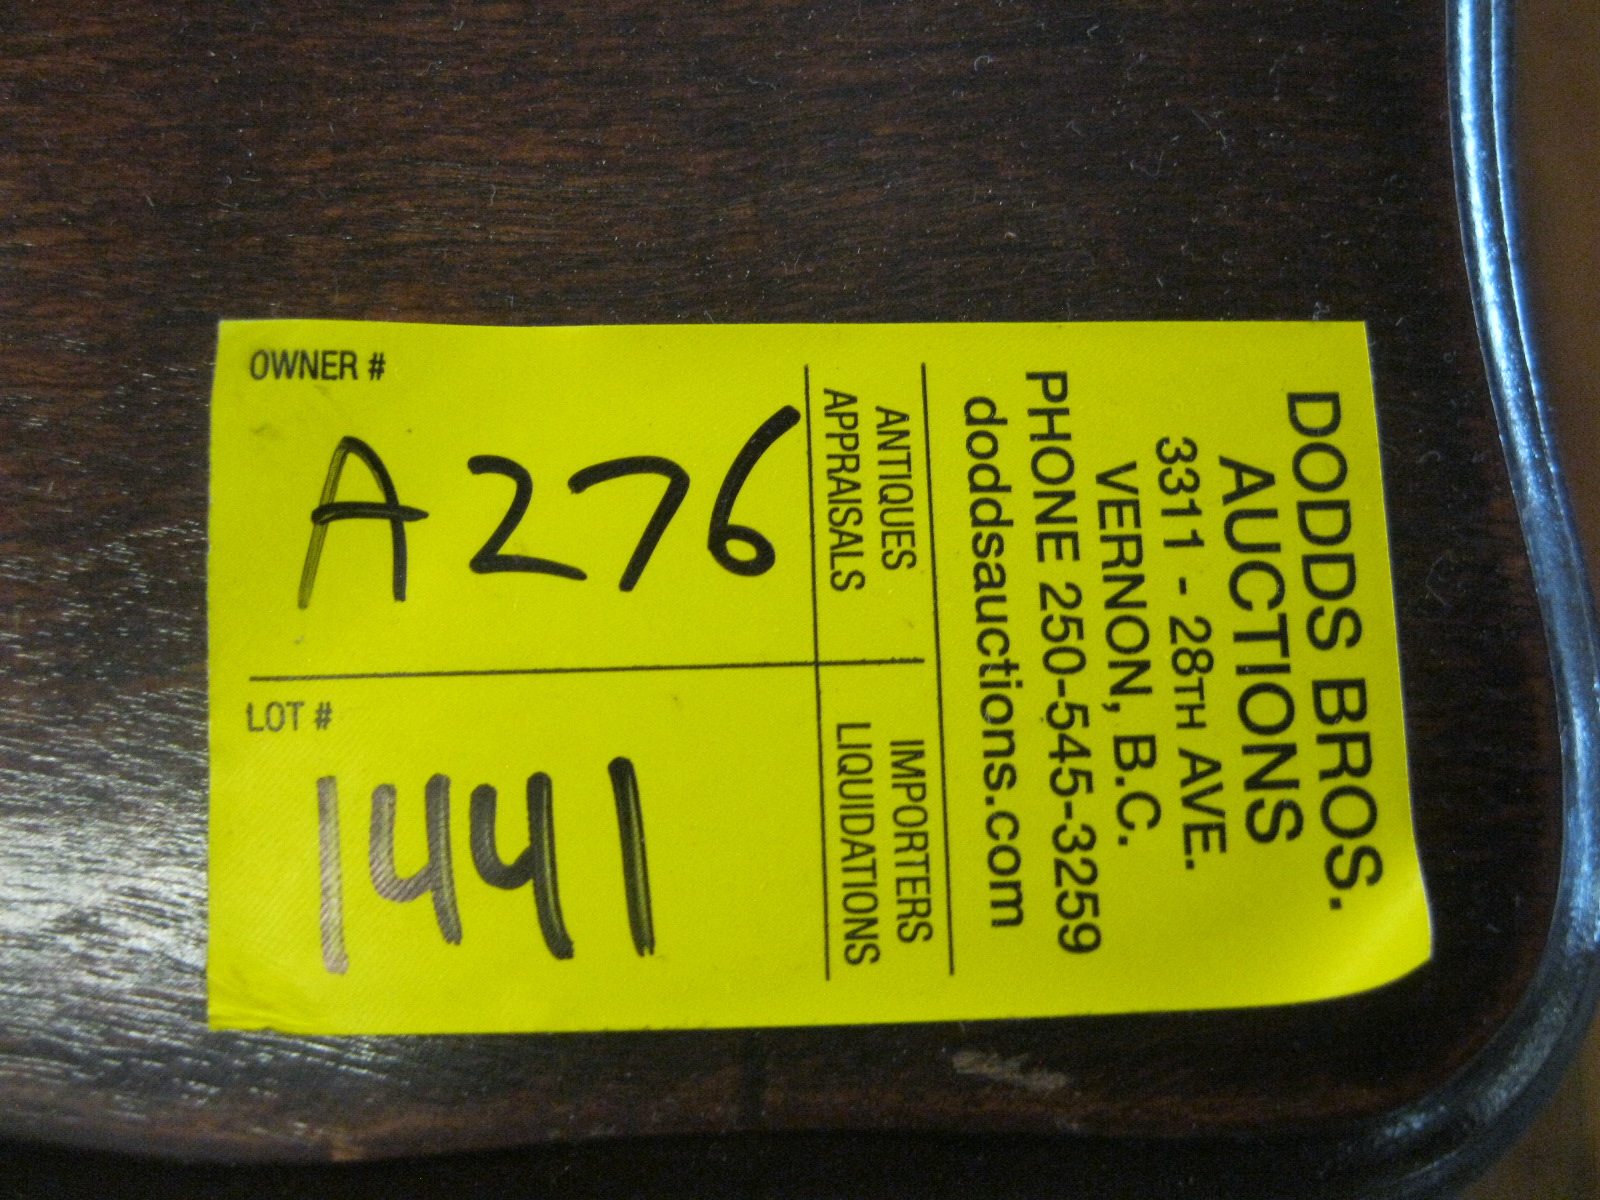 DODDS BROS.
AUCTIONS
3311 - 28TH AVE.
VERNON, B.C.
PHONE 250-545-3259
doddsauctions.com
ANTIQUES
APPRAISALS
IMPORTERS
LIQUIDATIONS
OWNER #
A276
LOT #
1441